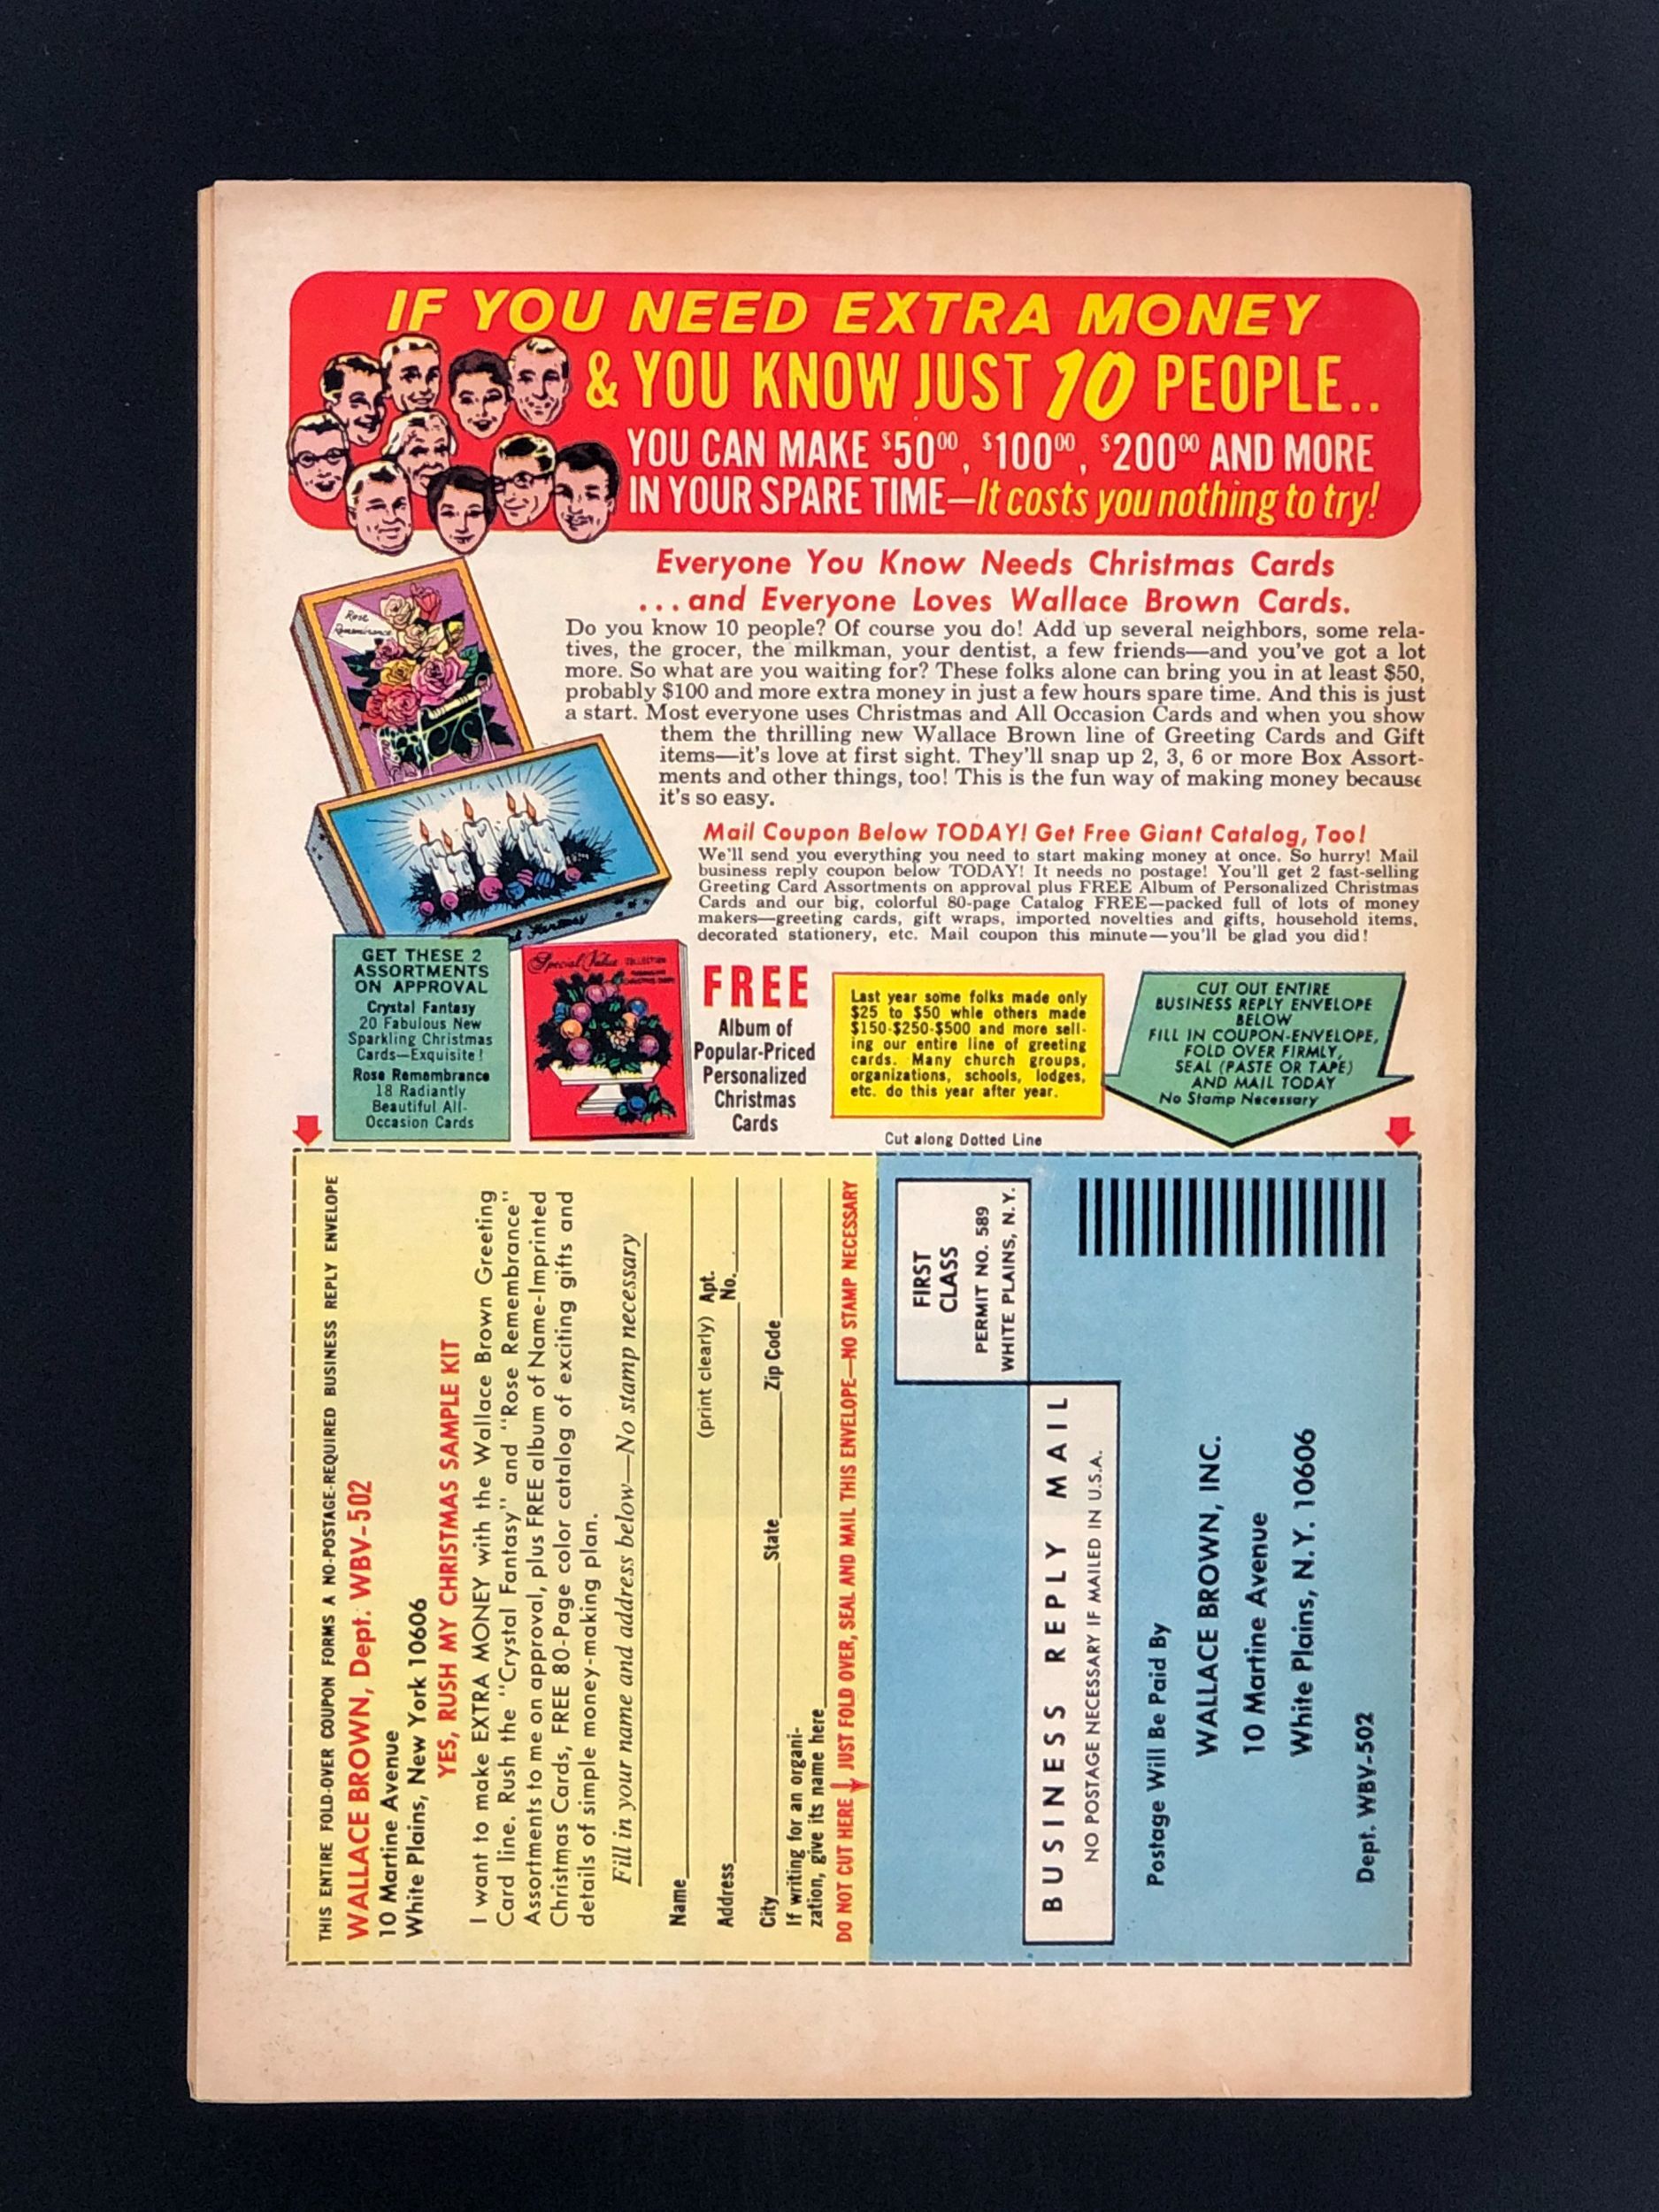 IF YOU NEED EXTRA MONEY
& YOU KNOW JUST 10 PEOPLE..
YOU CAN MAKE $50⁰⁰, $100⁰⁰, $200⁰⁰ AND MORE
IN YOUR SPARE TIME—It costs you nothing to try!
Everyone You Know Needs Christmas Cards
...and Everyone Loves Wallace Brown Cards.
Rose
Remembrance
Do you know 10 people? Of course you do! Add up several neighbors, some rela-
tives, the grocer, the milkman, your dentist, a few friends—and you've got a lot
more. So what are you waiting for? These folks alone can bring you in at least $50,
probably $100 and more extra money in just a few hours spare time. And this is just
a start. Most everyone uses Christmas and All Occasion Cards and when you show
them the thrilling new Wallace Brown line of Greeting Cards and Gift
items—it's love at first sight. They'll snap up 2, 3, 6 or more Box Assort-
ments and other things, too! This is the fun way of making money because
it's so easy.
Mail Coupon Below TODAY! Get Free Giant Catalog, Too!
We'll send you everything you need to start making money at once. So hurry! Mail
business reply coupon below TODAY! It needs no postage! You'll get 2 fast-selling
Greeting Card Assortments on approval plus FREE Album of Personalized Christmas
Cards and our big, colorful 80-page Catalog FREE—packed full of lots of money
makers—greeting cards, gift wraps, imported novelties and gifts, household items,
decorated stationery, etc. Mail coupon this minute—you'll be glad you did!
GET THESE 2
ASSORTMENTS
ON APPROVAL
Crystal Fantasy
20 Fabulous New
Sparkling Christmas
Cards—Exquisite!
Rose Remembrance
18 Radiantly
Beautiful All-
Occasion Cards
Special Value COLLECTION
FREE
Album of
Popular-Priced
Personalized
Christmas
Cards
Last year some folks made only
$25 to $50 whle others made
$150-$250-$500 and more sell-
ing our entire line of greeting
cards. Many church groups,
organizations, schools, lodges,
etc. do this year after year.
CUT OUT ENTIRE
BUSINESS REPLY ENVELOPE
BELOW
FILL IN COUPON-ENVELOPE,
FOLD OVER FIRMLY,
SEAL (PASTE OR TAPE)
AND MAIL TODAY
No Stamp Necessary
Cut along Dotted Line
THIS ENTIRE FOLD-OVER COUPON FORMS A NO-POSTAGE-REQUIRED BUSINESS REPLY ENVELOPE
WALLACE BROWN, Dept. WBV-502
10 Martine Avenue
White Plains, New York 10606
YES, RUSH MY CHRISTMAS SAMPLE KIT
I want to make EXTRA MONEY with the Wallace Brown Greeting
Card line. Rush the "Crystal Fantasy" and "Rose Remembrance"
Assortments to me on approval, plus FREE album of Name-Imprinted
Christmas Cards, FREE 80-Page color catalog of exciting gifts and
details of simple money-making plan.
Fill in your name and address below—No stamp necessary
Name
(print clearly) Apt.
Address No.
City State Zip Code
If writing for an organi-
zation, give its name here
DO NOT CUT HERE JUST FOLD OVER, SEAL AND MAIL THIS ENVELOPE—NO STAMP NECESSARY
FIRST
CLASS
PERMIT NO. 589
WHITE PLAINS, N.Y.
BUSINESS REPLY MAIL
NO POSTAGE NECESSARY IF MAILED IN U.S.A.
Postage Will Be Paid By
WALLACE BROWN, INC.
10 Martine Avenue
White Plains, N.Y. 10606
Dept. WBV-502